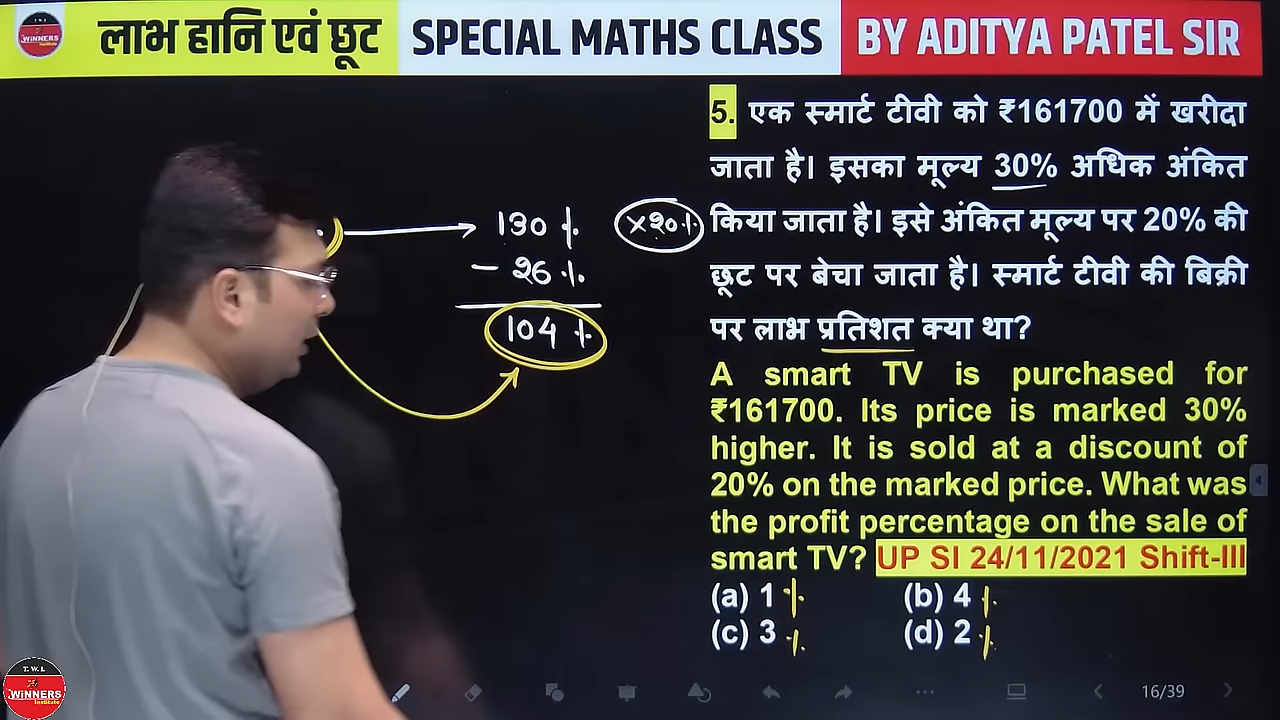 T.W.I.
WiNNERS
Institute
लाभ हानि एवं छूट SPECIAL MATHS CLASS BY ADITYA PATEL SIR
130 %
×20%
– 26 %
104 %
5. एक स्मार्ट टीवी को ₹161700 में खरीदा
जाता है। इसका मूल्य 30% अधिक अंकित
किया जाता है। इसे अंकित मूल्य पर 20% की
छूट पर बेचा जाता है। स्मार्ट टीवी की बिक्री
पर लाभ प्रतिशत क्या था?
A smart TV is purchased for
₹161700. Its price is marked 30%
higher. It is sold at a discount of
20% on the marked price. What was
the profit percentage on the sale of
smart TV? UP SI 24/11/2021 Shift-III
(a) 1 % (b) 4 %
(c) 3 % (d) 2 %
T.W.I.
WiNNERS
Institute
16/39